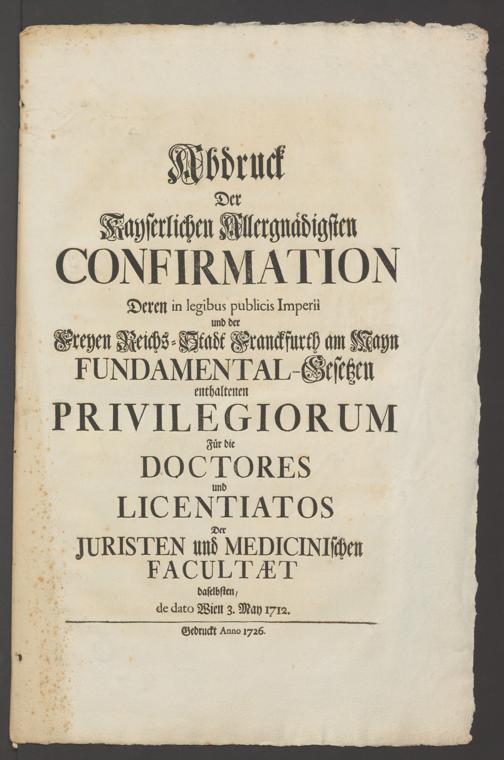 Abdruck
Der
Kayserlichen Allergnädigsten
CONFIRMATION
Deren in legibus publicis Imperii
und der
Freyen Reichs-Stadt Franckfurth am Mayn
FUNDAMENTAL-Gesetzen
enthaltenen
PRIVILEGIORUM
Für die
DOCTORES
und
LICENTIATOS
Der
JURISTEN und MEDICINIschen
FACULTÆT
daselbsten,
de dato Wien 3. May 1712.
Gedruckt Anno 1726.